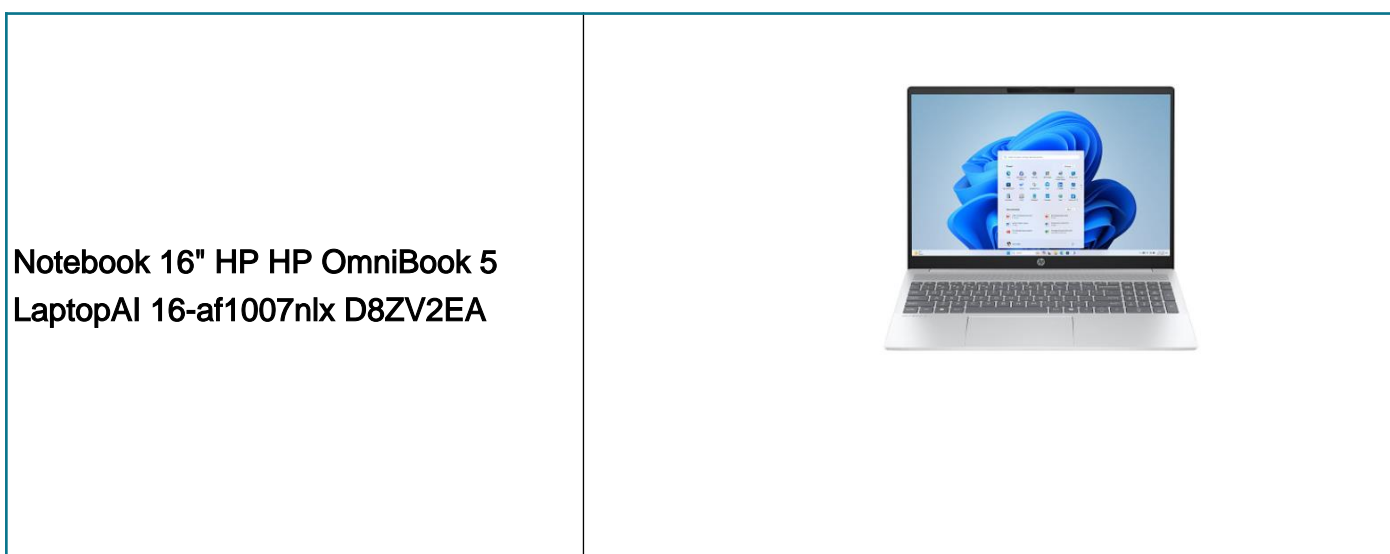 Notebook 16" HP HP OmniBook 5
LaptopAI 16-af1007nlx D8ZV2EA